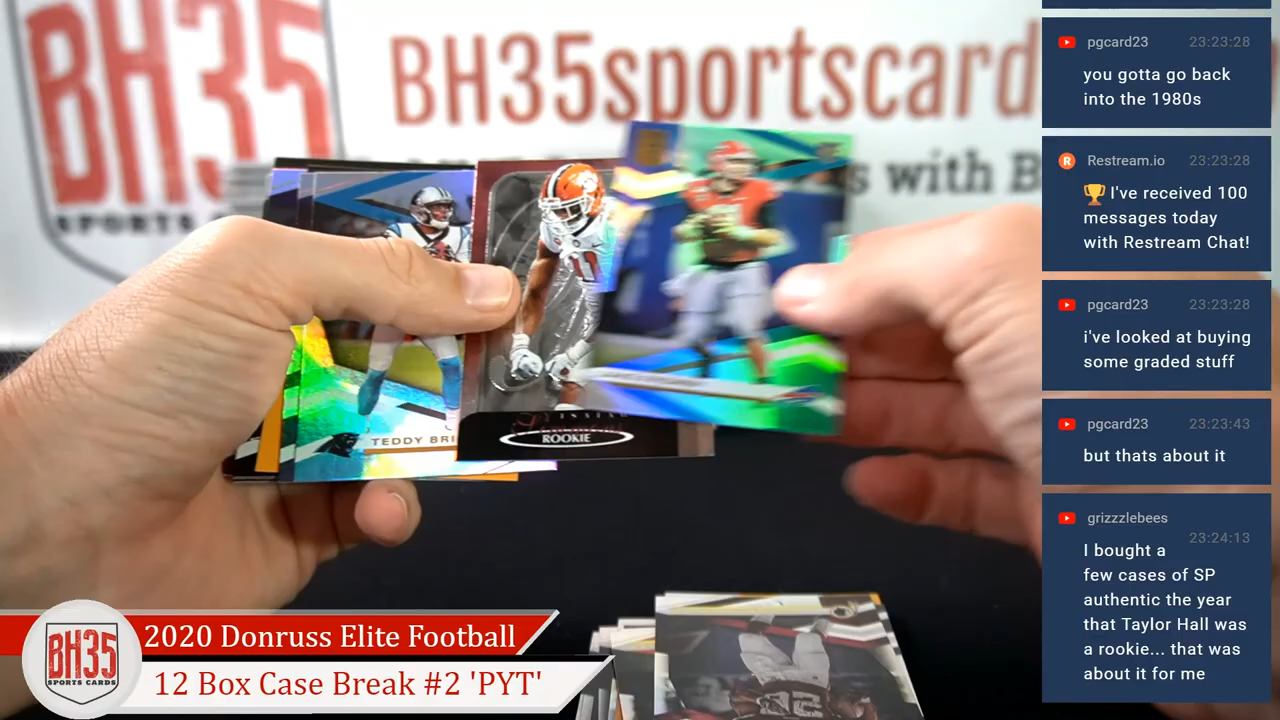 BH35
SPORTS
BH35sportscard
s with B
TEDDY BRI
ROOKIE
11
BH35
SPORTS CARDS
2020 Donruss Elite Football
12 Box Case Break #2 'PYT'
pgcard23 23:23:28
you gotta go back
into the 1980s
Restream.io 23:23:28
🏆 I've received 100
messages today
with Restream Chat!
pgcard23 23:23:28
i've looked at buying
some graded stuff
pgcard23 23:23:43
but thats about it
grizzzlebees
23:24:13
I bought a
few cases of SP
authentic the year
that Taylor Hall was
a rookie... that was
about it for me